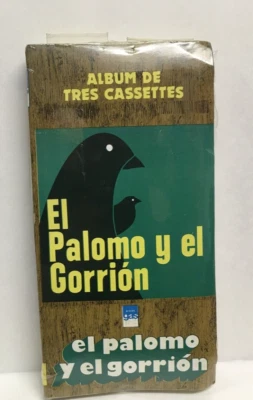 ALBUM DE
TRES CASSETTES
El
Palomo y el
Gorrión
el palomo
y el gorrión